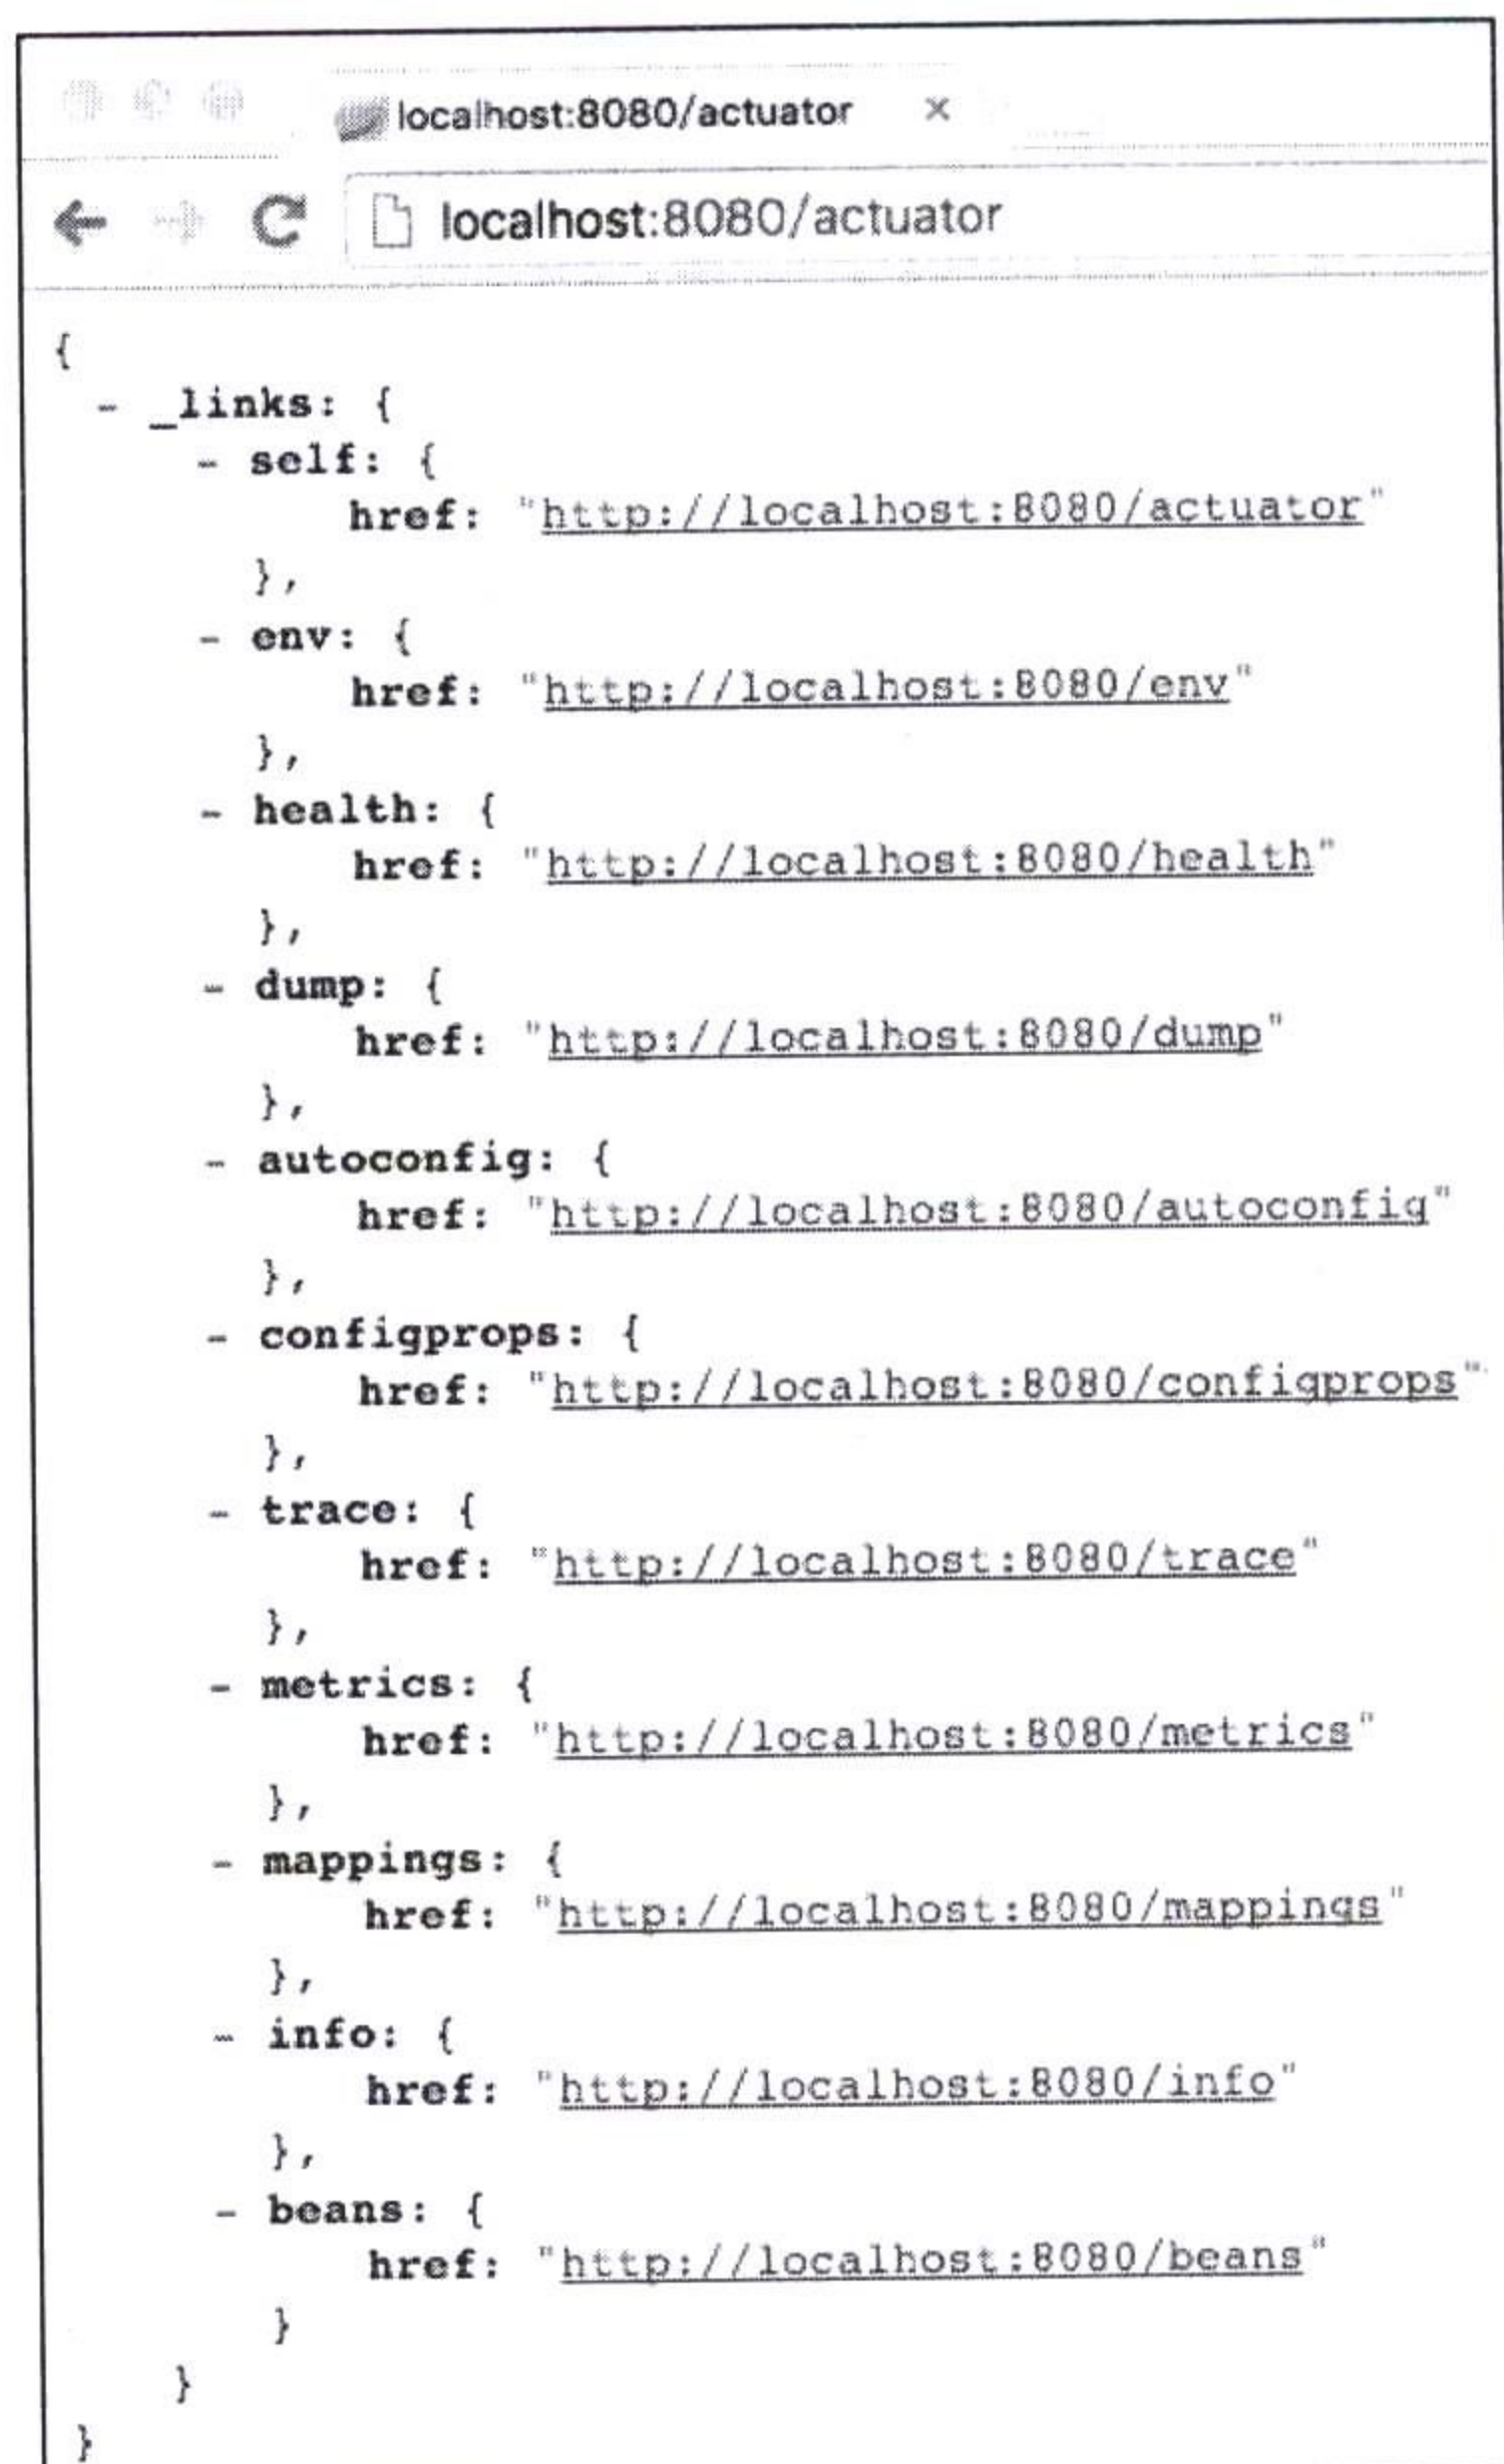 localhost:8080/actuator ×
localhost:8080/actuator
{
- _links: {
- self: {
href: "http://localhost:8080/actuator"
},
- env: {
href: "http://localhost:8080/env"
},
- health: {
href: "http://localhost:8080/health"
},
- dump: {
href: "http://localhost:8080/dump"
},
- autoconfig: {
href: "http://localhost:8080/autoconfig"
},
- configprops: {
href: "http://localhost:8080/configprops"
},
- trace: {
href: "http://localhost:8080/trace"
},
- metrics: {
href: "http://localhost:8080/metrics"
},
- mappings: {
href: "http://localhost:8080/mappings"
},
- info: {
href: "http://localhost:8080/info"
},
- beans: {
href: "http://localhost:8080/beans"
}
}
}